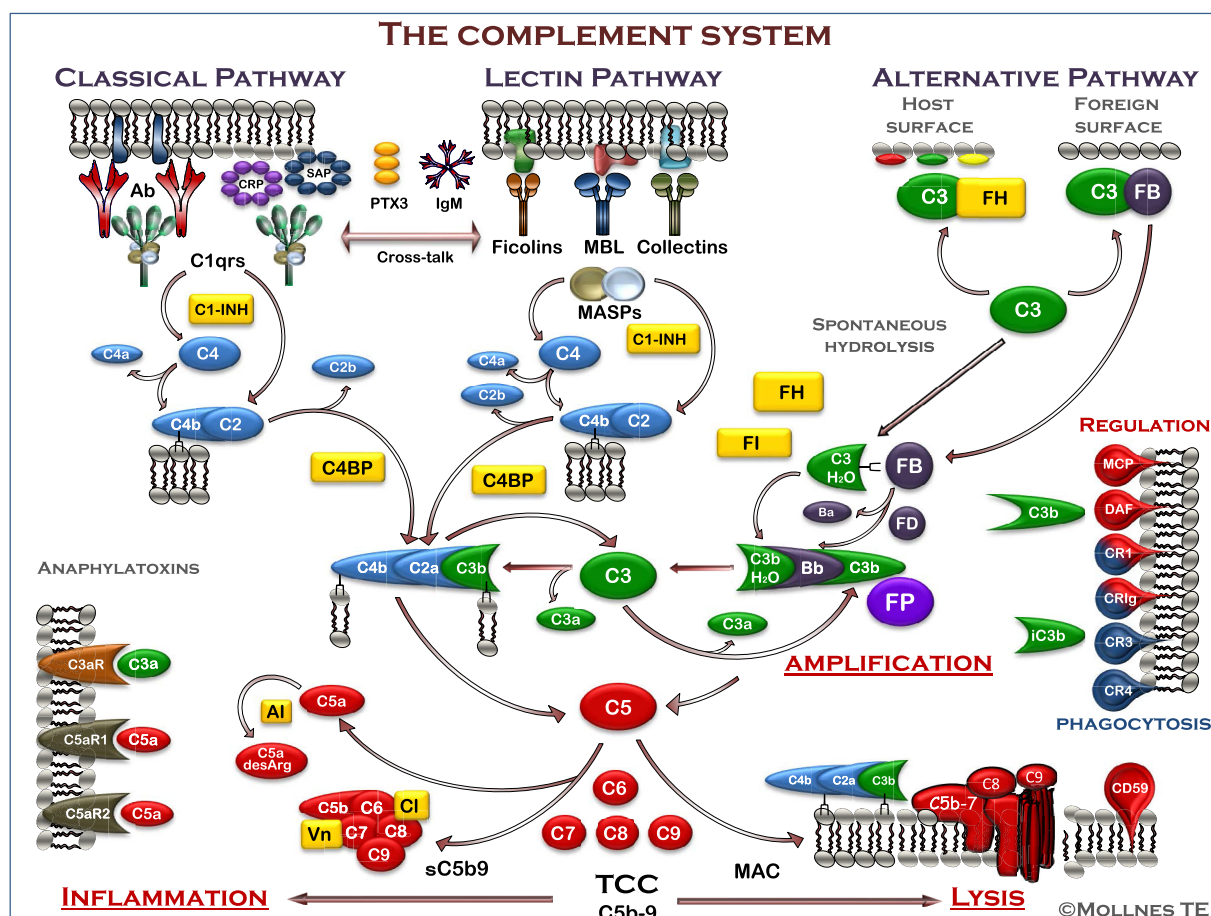 THE COMPLEMENT SYSTEM
CLASSICAL PATHWAY
LECTIN PATHWAY
ALTERNATIVE PATHWAY
HOST
SURFACE
FOREIGN
SURFACE
Ab
CRP
SAP
PTX3
IgM
Cross-talk
Ficolins
MBL
Collectins
C3
FH
C3
FB
C1qrs
C1-INH
MASPs
C1-INH
C3
SPONTANEOUS
HYDROLYSIS
C4a
C4
C2b
C4a
C4
C2b
C4b
C2
C4b
C2
C4BP
C4BP
FH
FI
C3
H2O
FB
Ba
FD
REGULATION
MCP
DAF
CR1
CRIg
CR3
CR4
C3b
iC3b
PHAGOCYTOSIS
C4b
C2a
C3b
C3
C3a
C3b
H2O
Bb
C3b
FP
C3a
AMPLIFICATION
ANAPHYLATOXINS
C3aR
C3a
C5aR1
C5a
C5aR2
C5a
C5a
AI
C5a
desArg
C5
C6
C7
C8
C9
C5b
C6
CI
Vn
C7
C8
C9
sC5b9
MAC
C4b
C2a
C3b
C5b-7
C8
C9
CD59
INFLAMMATION
TCC
C5b-9
LYSIS
©MOLLNES TE